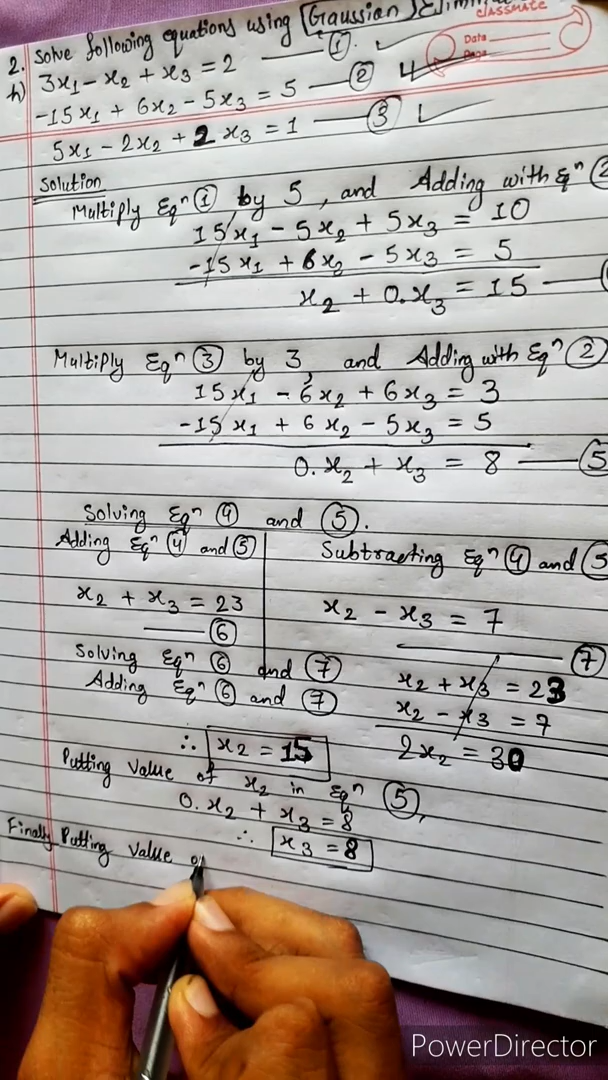 2. Solve following equations using (Gaussian) Elimi
classmate
Date
Page
h) 3x₁ - x₂ + x₃ = 2 — ①
-15x₁ + 6x₂ - 5x₃ = 5 — ②
5x₁ - 2x₂ + 2x₃ = 1 — ③
Solution
Multiply Eqⁿ ① by 5, and Adding with Eqⁿ ②
15x₁ - 5x₂ + 5x₃ = 10
-15x₁ + 6x₂ - 5x₃ = 5
x₂ + 0.x₃ = 15 —
Multiply Eqⁿ ③ by 3, and Adding with Eqⁿ ②
15x₁ - 6x₂ + 6x₃ = 3
-15x₁ + 6x₂ - 5x₃ = 5
0.x₂ + x₃ = 8 — ⑤
Solving Eqⁿ ④ and ⑤.
Adding Eqⁿ ④ and ⑤
x₂ + x₃ = 23
— ⑥
Subtracting Eqⁿ ④ and ⑤
x₂ - x₃ = 7
— ⑦
Solving Eqⁿ ⑥ and ⑦
Adding Eqⁿ ⑥ and ⑦
x₂ + x₃ = 23
x₂ - x₃ = 7
2x₂ = 30
∴ x₂ = 15
Putting value of x₂ in Eqⁿ ⑤,
0.x₂ + x₃ = 8
∴ x₃ = 8
Finally Putting value o
PowerDirector